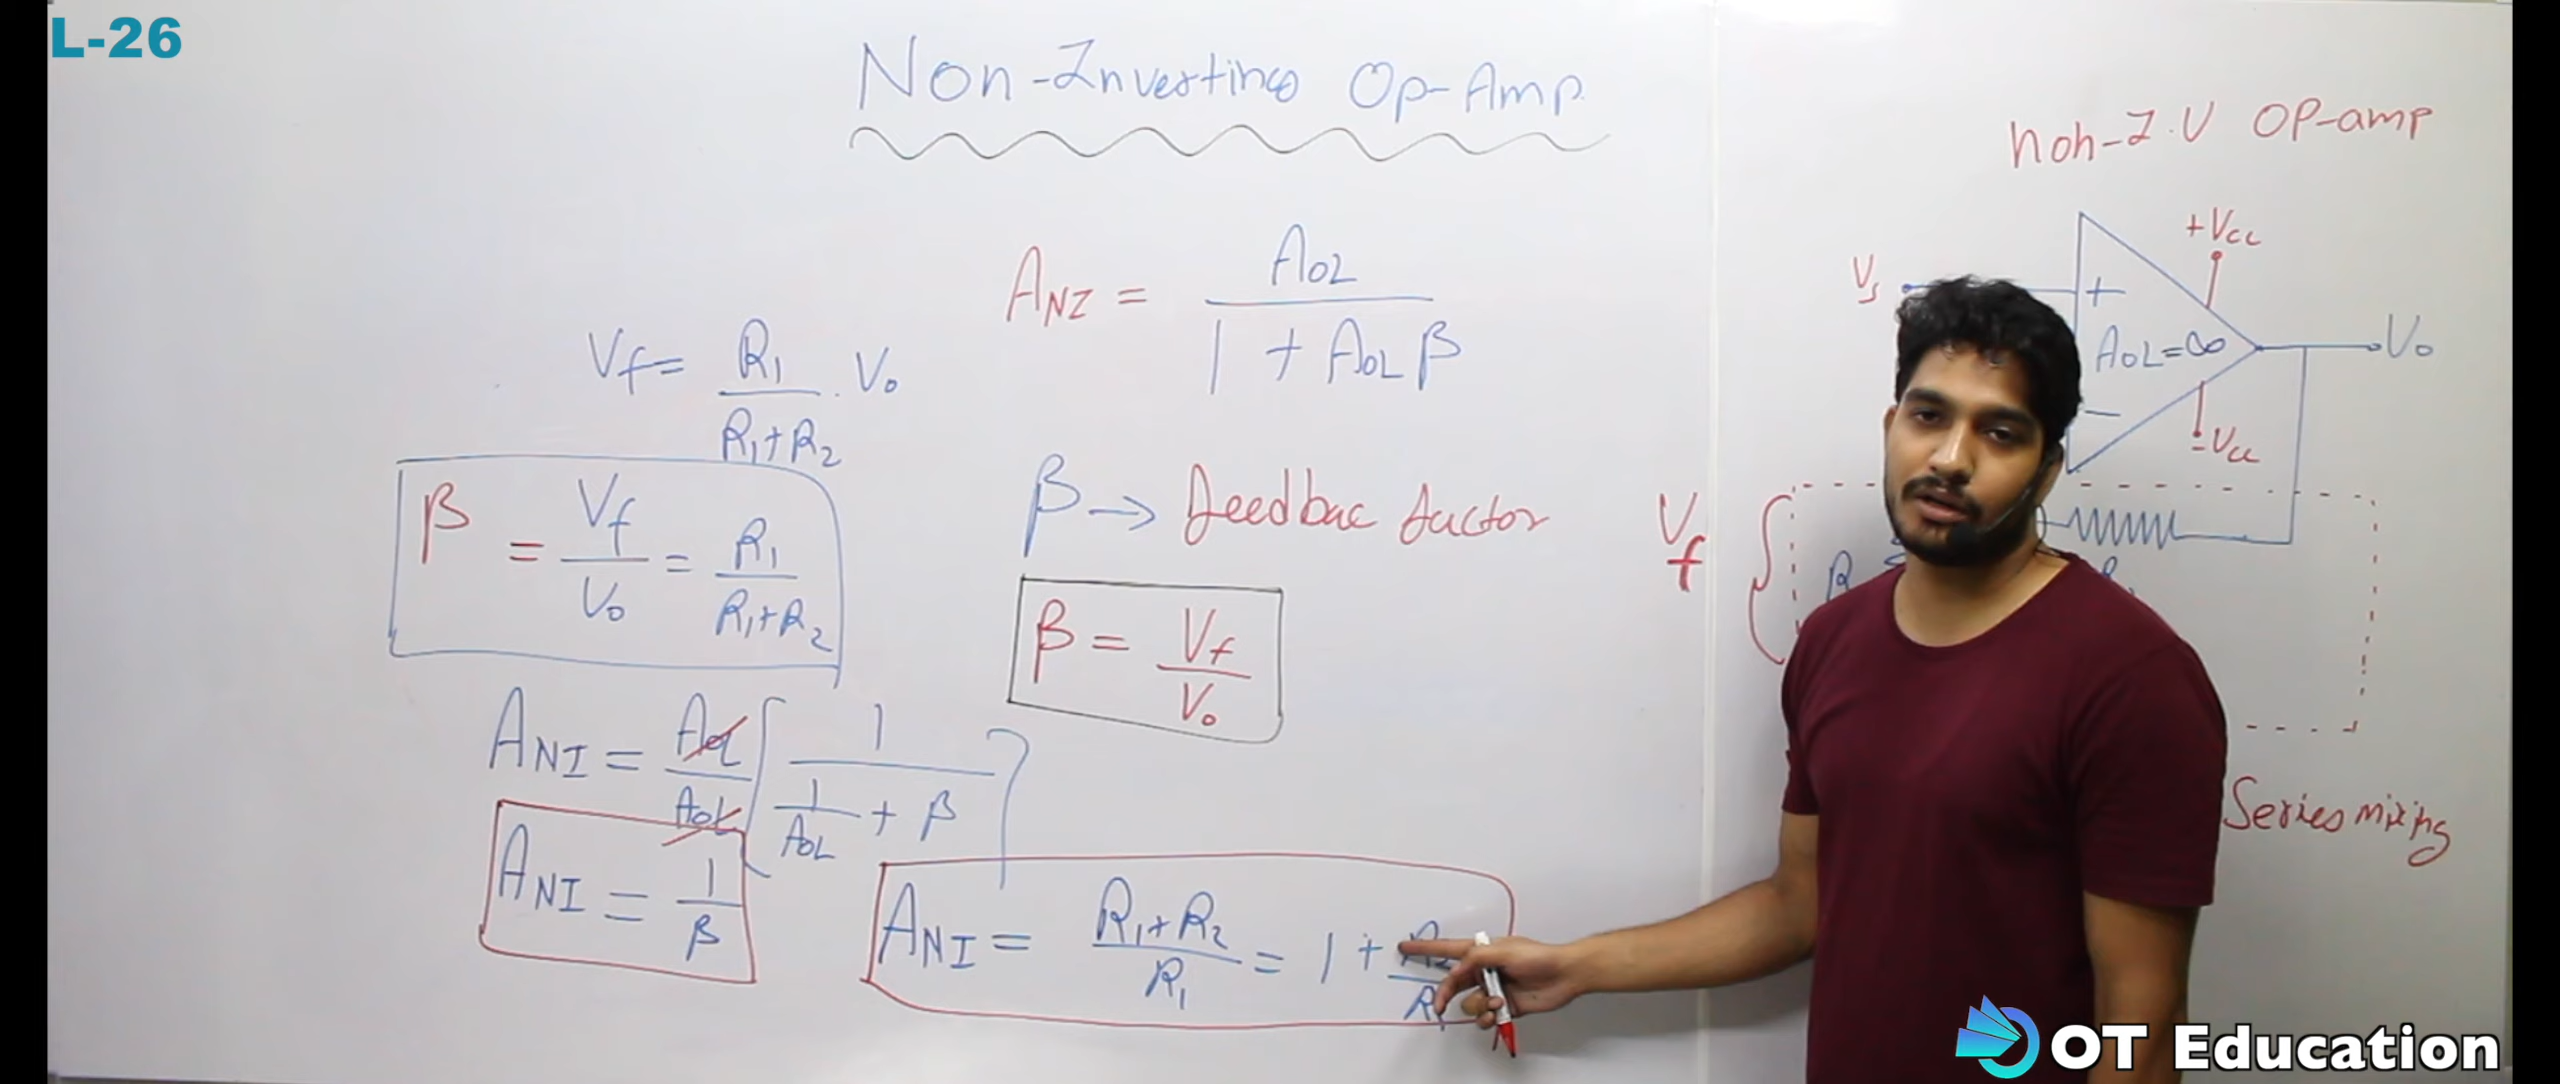 L-26
Non-Inverting Op-Amp
non-I.V OP-amp
+Vcc
Vs
+
AOL=∞
Vo
-
-Vcc
ANI = AOL / 1 + AOL β
Vf = R1 / R1+R2 . Vo
β = Vf / Vo = R1 / R1+R2
β → feedbac factor
Vf
R
β = Vf / Vo
ANI = AOL / AOL [ 1 / 1/AOL + β ]
Series mixing
ANI = 1 / β
ANI = R1+R2 / R1 = 1 + R2 / R1
OT Education